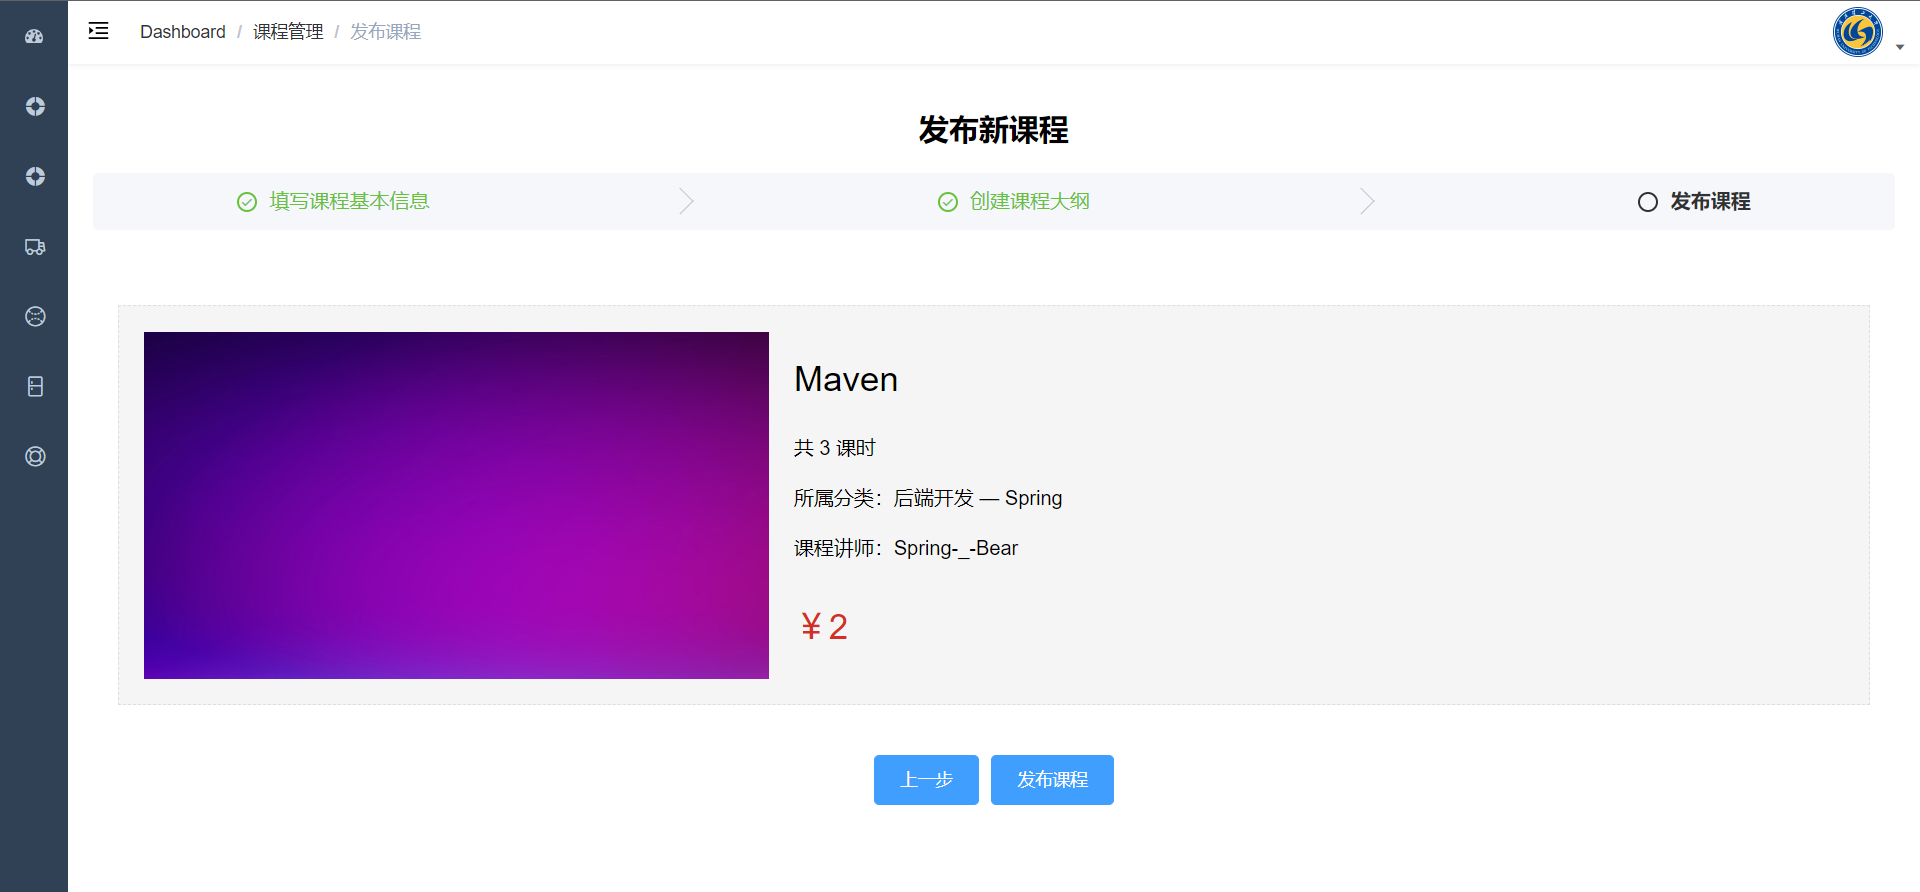 Dashboard / 课程管理 / 发布课程
发布新课程
填写课程基本信息
创建课程大纲
发布课程
Maven
共 3 课时
所属分类：后端开发 — Spring
课程讲师：Spring-_-Bear
¥ 2
上一步
发布课程